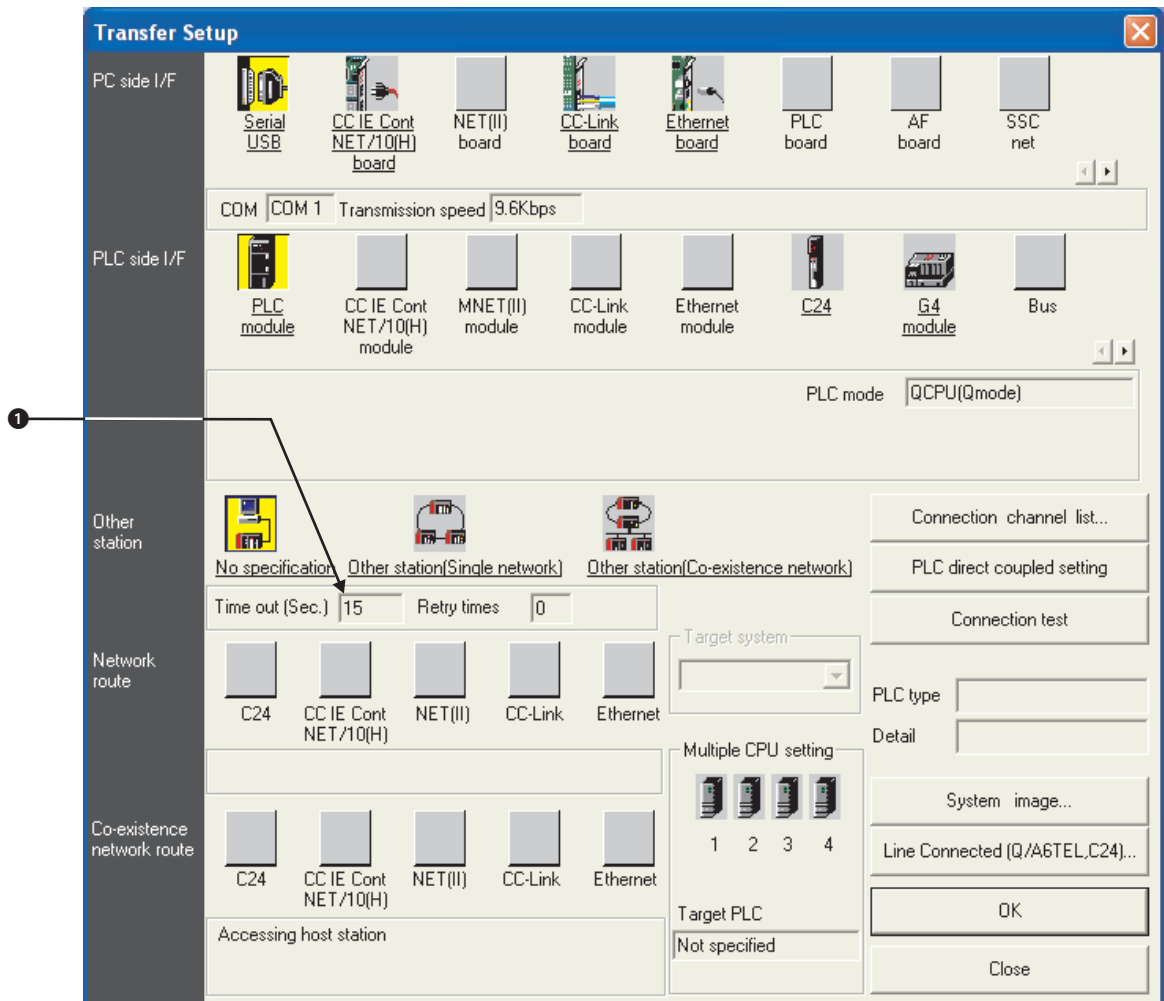 Transfer Setup
PC side I/F
Serial
USB
CC IE Cont
NET/10(H)
board
NET(II)
board
CC-Link
board
Ethernet
board
PLC
board
AF
board
SSC
net
COM COM 1 Transmission speed 9.6Kbps
PLC side I/F
PLC
module
CC IE Cont
NET/10(H)
module
MNET(II)
module
CC-Link
module
Ethernet
module
C24
G4
module
Bus
PLC mode QCPU(Qmode)
1
Other
station
No specification
Other station(Single network)
Other station(Co-existence network)
Time out (Sec.) 15 Retry times 0
Connection channel list...
PLC direct coupled setting
Connection test
Network
route
C24
CC IE Cont
NET/10(H)
NET(II)
CC-Link
Ethernet
Target system
PLC type
Detail
Multiple CPU setting
1 2 3 4
Target PLC
Not specified
System image...
Line Connected (Q/A6TEL,C24)...
OK
Close
Co-existence
network route
C24
CC IE Cont
NET/10(H)
NET(II)
CC-Link
Ethernet
Accessing host station